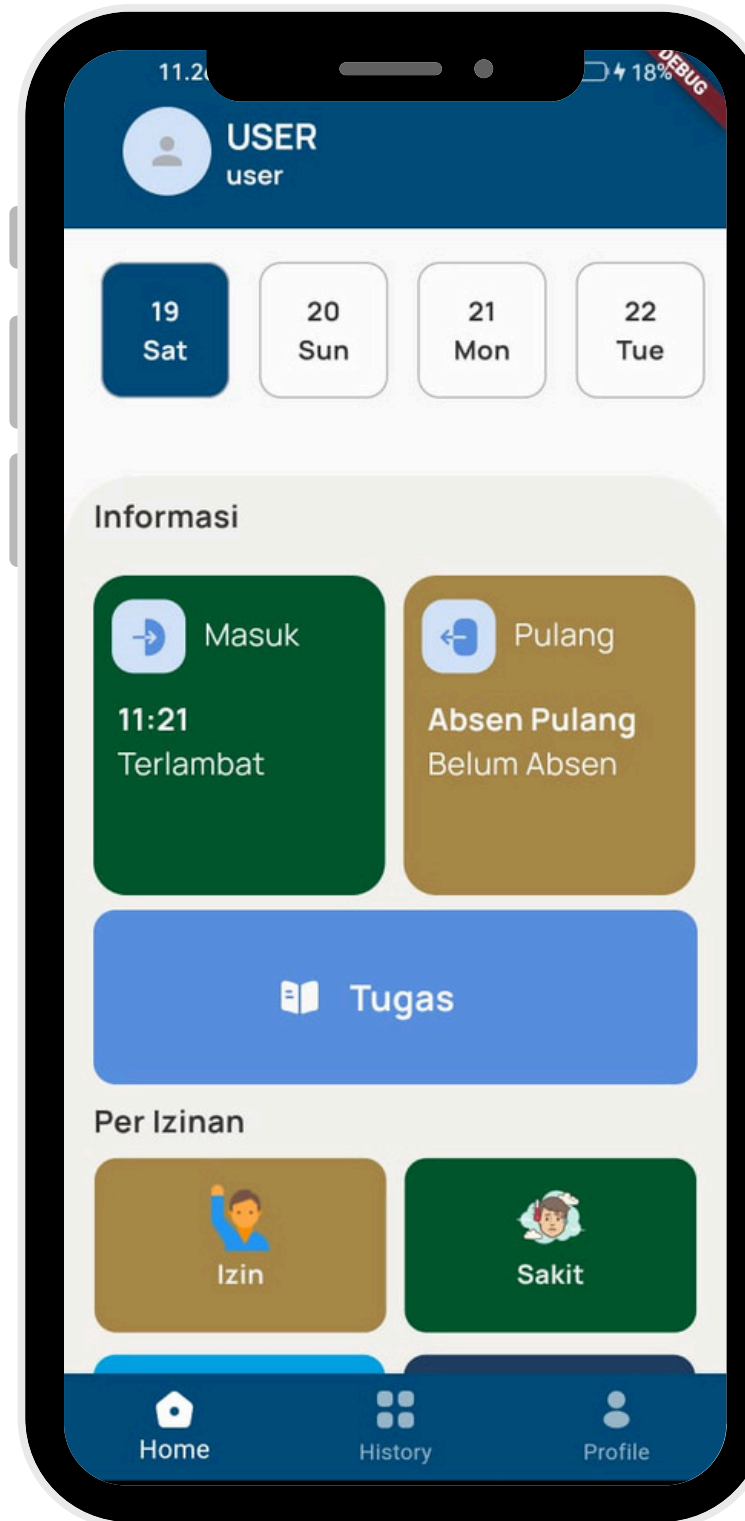 18%
DEBUG
USER
user
19
Sat
20
Sun
21
Mon
22
Tue
Informasi
Masuk
11:21
Terlambat
Pulang
Absen Pulang
Belum Absen
Tugas
Per Izinan
Izin
Sakit
Home
History
Profile